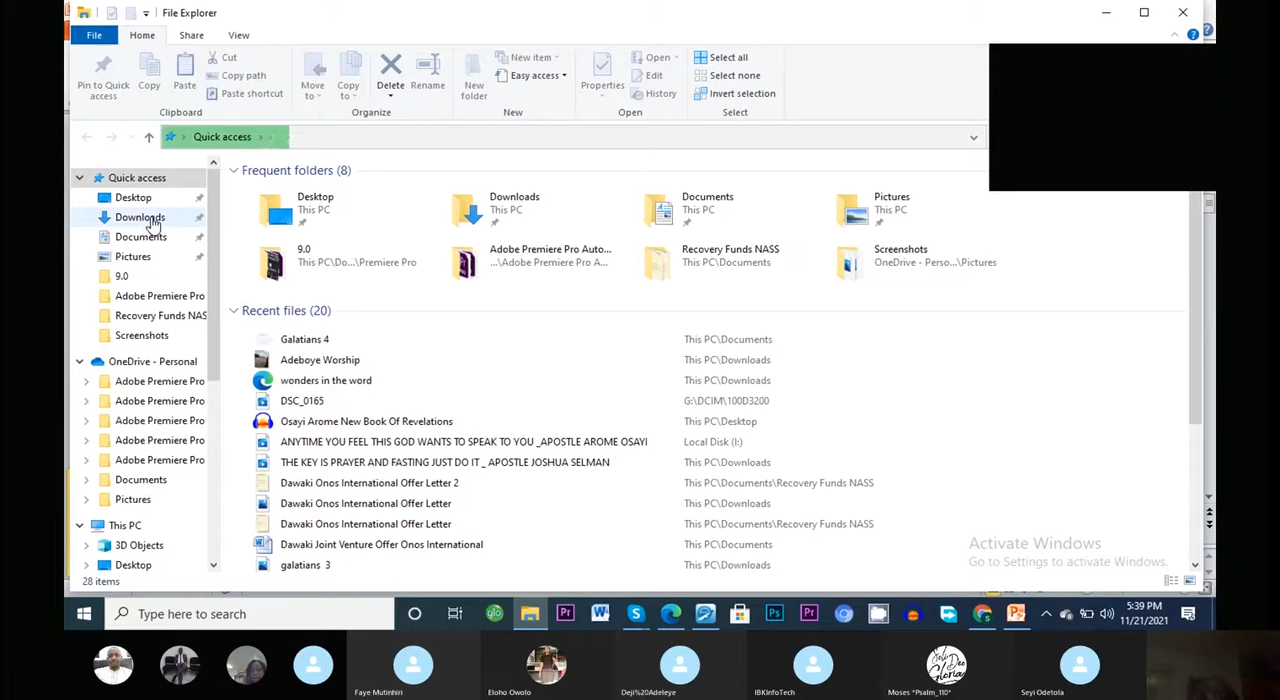 File Explorer
File Home Share View
Pin to Quick access
Copy
Paste
Cut
Copy path
Paste shortcut
Clipboard
Move to
Copy to
Delete
Rename
Organize
New folder
New item
Easy access
New
Properties
Open
Edit
History
Open
Select all
Select none
Invert selection
Select
Quick access
Quick access
Desktop
Downloads
Documents
Pictures
9.0
Adobe Premiere Pro
Recovery Funds NAS
Screenshots
OneDrive - Personal
Adobe Premiere Pro
Adobe Premiere Pro
Adobe Premiere Pro
Adobe Premiere Pro
Adobe Premiere Pro
Documents
Pictures
This PC
3D Objects
Desktop
28 items
Frequent folders (8)
Desktop
This PC
Downloads
This PC
Documents
This PC
Pictures
This PC
9.0
This PC\Do...\Premiere Pro
Adobe Premiere Pro Auto...
...\Adobe Premiere Pro A...
Recovery Funds NASS
This PC\Documents
Screenshots
OneDrive - Perso...\Pictures
Recent files (20)
Galatians 4 This PC\Documents
Adeboye Worship This PC\Downloads
wonders in the word This PC\Downloads
DSC_0165 G:\DCIM\100D3200
Osayi Arome New Book Of Revelations This PC\Desktop
ANYTIME YOU FEEL THIS GOD WANTS TO SPEAK TO YOU _APOSTLE AROME OSAYI Local Disk (I:)
THE KEY IS PRAYER AND FASTING JUST DO IT _ APOSTLE JOSHUA SELMAN This PC\Downloads
Dawaki Onos International Offer Letter 2 This PC\Documents\Recovery Funds NASS
Dawaki Onos International Offer Letter This PC\Downloads
Dawaki Onos International Offer Letter This PC\Documents\Recovery Funds NASS
Dawaki Joint Venture Offer Onos International This PC\Documents
galatians 3 This PC\Downloads
Activate Windows
Go to Settings to activate Windows.
Type here to search
glo
Pr
W
S
Ps
Pr
5:39 PM
11/21/2021
Faye Mutinhiri
Eloho Owolo
Deji%20Adeleye
IBKInfoTech
Soli Deo Gloria
Moses *Psalm_110*
Seyi Odetola